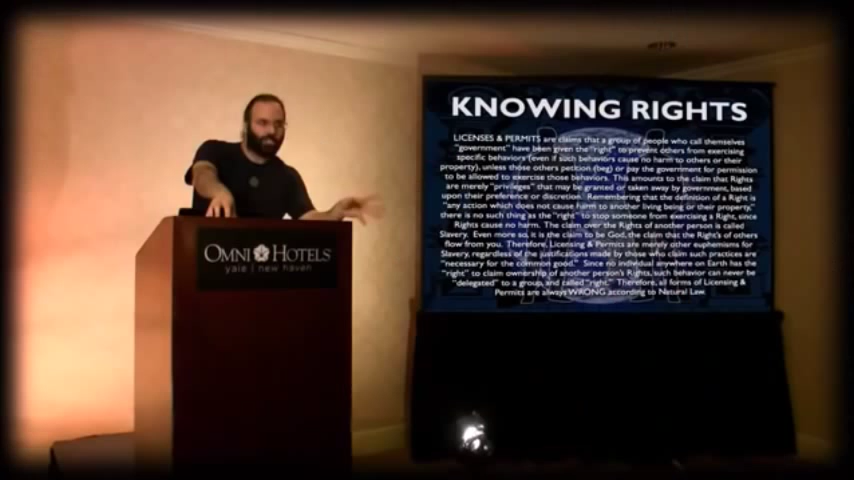 KNOWING RIGHTS
LICENSES & PERMITS are claims that a group of people who call themselves
"government" have been given the "right" to prevent others from exercising
specific behaviors (even if such behaviors cause no harm to others or their
property), unless those others petition (beg) or pay the government for permission
to be allowed to exercise those behaviors. This amounts to the claim that Rights
are merely "privileges" that may be granted or taken away by government, based
upon their preference or discretion. Remembering that the definition of a Right is
"any action which does not cause harm to another living being or their property,"
there is no such thing as the "right" to stop someone from exercising a Right, since
Rights cause no harm. The claim over the Rights of another person is called
Slavery. Even more so, it is the claim to be God, the claim that the Right's of others
flow from you. Therefore, Licensing & Permits are merely other euphemisms for
Slavery, regardless of the justifications made by those who claim such practices are
"necessary for the common good." Since no individual anywhere on Earth has the
"right" to claim ownership of another person's Rights, such behavior can never be
"delegated" to a group, and called "right." Therefore, all forms of Licensing &
Permits are always WRONG according to Natural Law.
OMNI HOTELS
yale | new haven